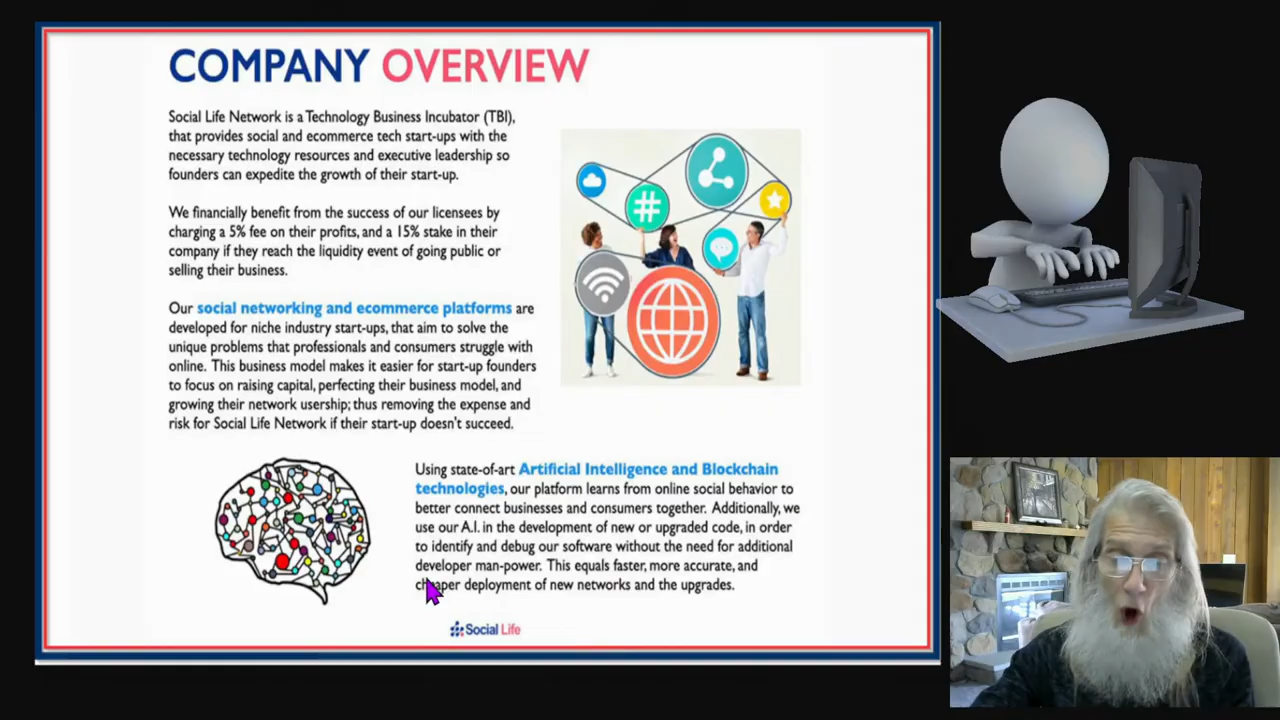 COMPANY OVERVIEW
Social Life Network is a Technology Business Incubator (TBI),
that provides social and ecommerce tech start-ups with the
necessary technology resources and executive leadership so
founders can expedite the growth of their start-up.
We financially benefit from the success of our licensees by
charging a 5% fee on their profits, and a 15% stake in their
company if they reach the liquidity event of going public or
selling their business.
Our social networking and ecommerce platforms are
developed for niche industry start-ups, that aim to solve the
unique problems that professionals and consumers struggle with
online. This business model makes it easier for start-up founders
to focus on raising capital, perfecting their business model, and
growing their network usership; thus removing the expense and
risk for Social Life Network if their start-up doesn't succeed.
Using state-of-art Artificial Intelligence and Blockchain
technologies, our platform learns from online social behavior to
better connect businesses and consumers together. Additionally, we
use our A.I. in the development of new or upgraded code, in order
to identify and debug our software without the need for additional
developer man-power. This equals faster, more accurate, and
cheaper deployment of new networks and the upgrades.
Social Life